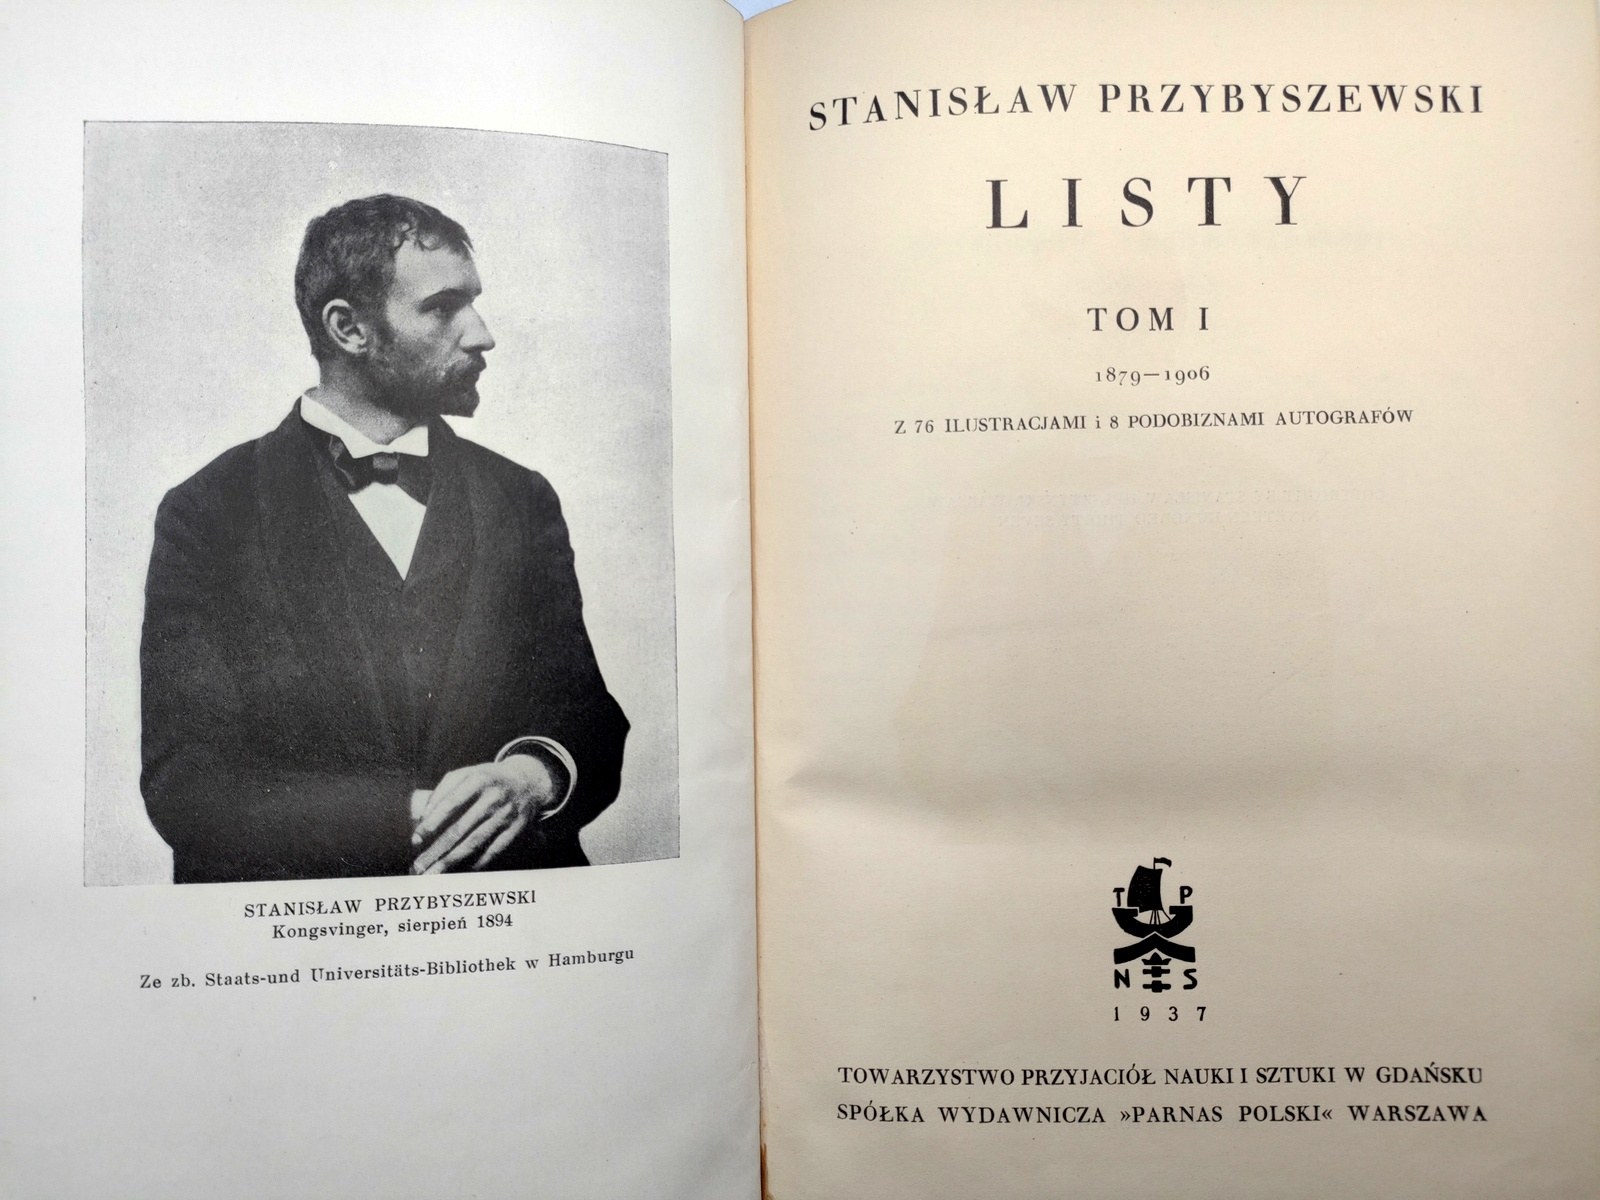 STANISŁAW PRZYBYSZEWSKI
Kongsvinger, sierpień 1894
Ze zb. Staats-und Universitäts-Bibliothek w Hamburgu
STANISŁAW PRZYBYSZEWSKI
LISTY
TOM I
1879—1906
Z 76 ILUSTRACJAMI i 8 PODOBIZNAMI AUTOGRAFÓW
T P
N S
1937
TOWARZYSTWO PRZYJACIÓŁ NAUKI I SZTUKI W GDAŃSKU
SPÓŁKA WYDAWNICZA »PARNAS POLSKI« WARSZAWA